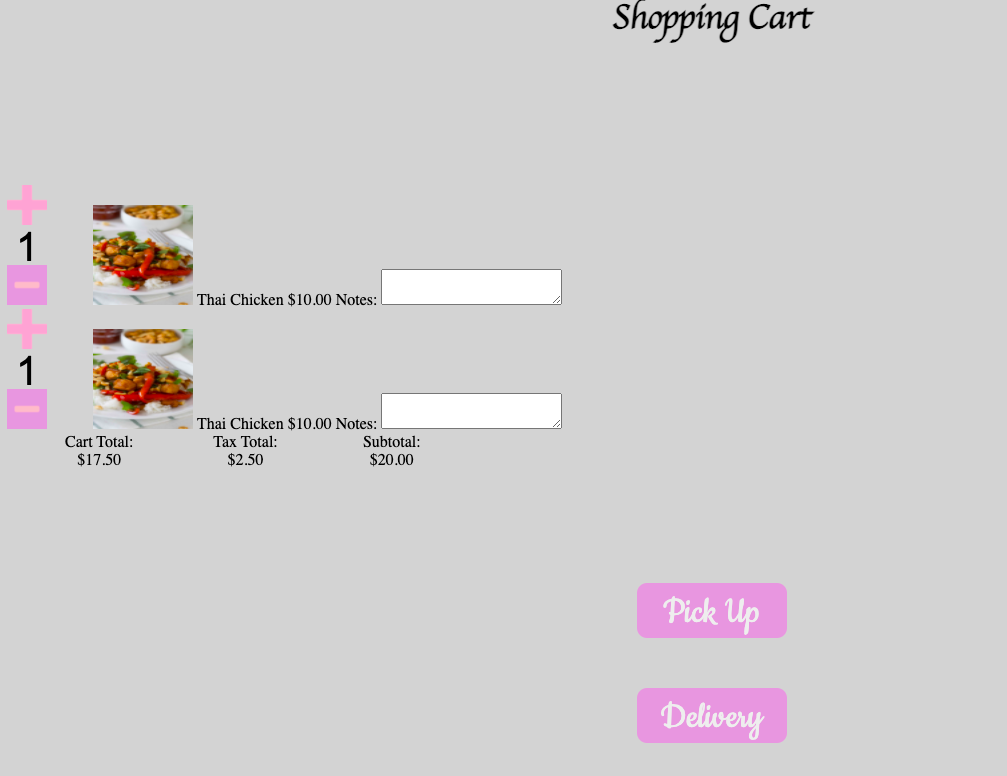 Shopping Cart
1
Thai Chicken $10.00 Notes:
1
Thai Chicken $10.00 Notes:
Cart Total: Tax Total: Subtotal:
$17.50 $2.50 $20.00
Pick Up
Delivery